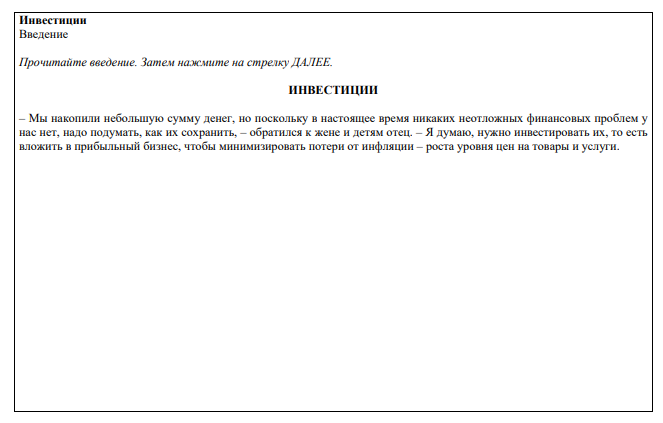 Инвестиции
Введение
Прочитайте введение. Затем нажмите на стрелку ДАЛЕЕ.
ИНВЕСТИЦИИ
– Мы накопили небольшую сумму денег, но поскольку в настоящее время никаких неотложных финансовых проблем у
нас нет, надо подумать, как их сохранить, – обратился к жене и детям отец. – Я думаю, нужно инвестировать их, то есть
вложить в прибыльный бизнес, чтобы минимизировать потери от инфляции – роста уровня цен на товары и услуги.